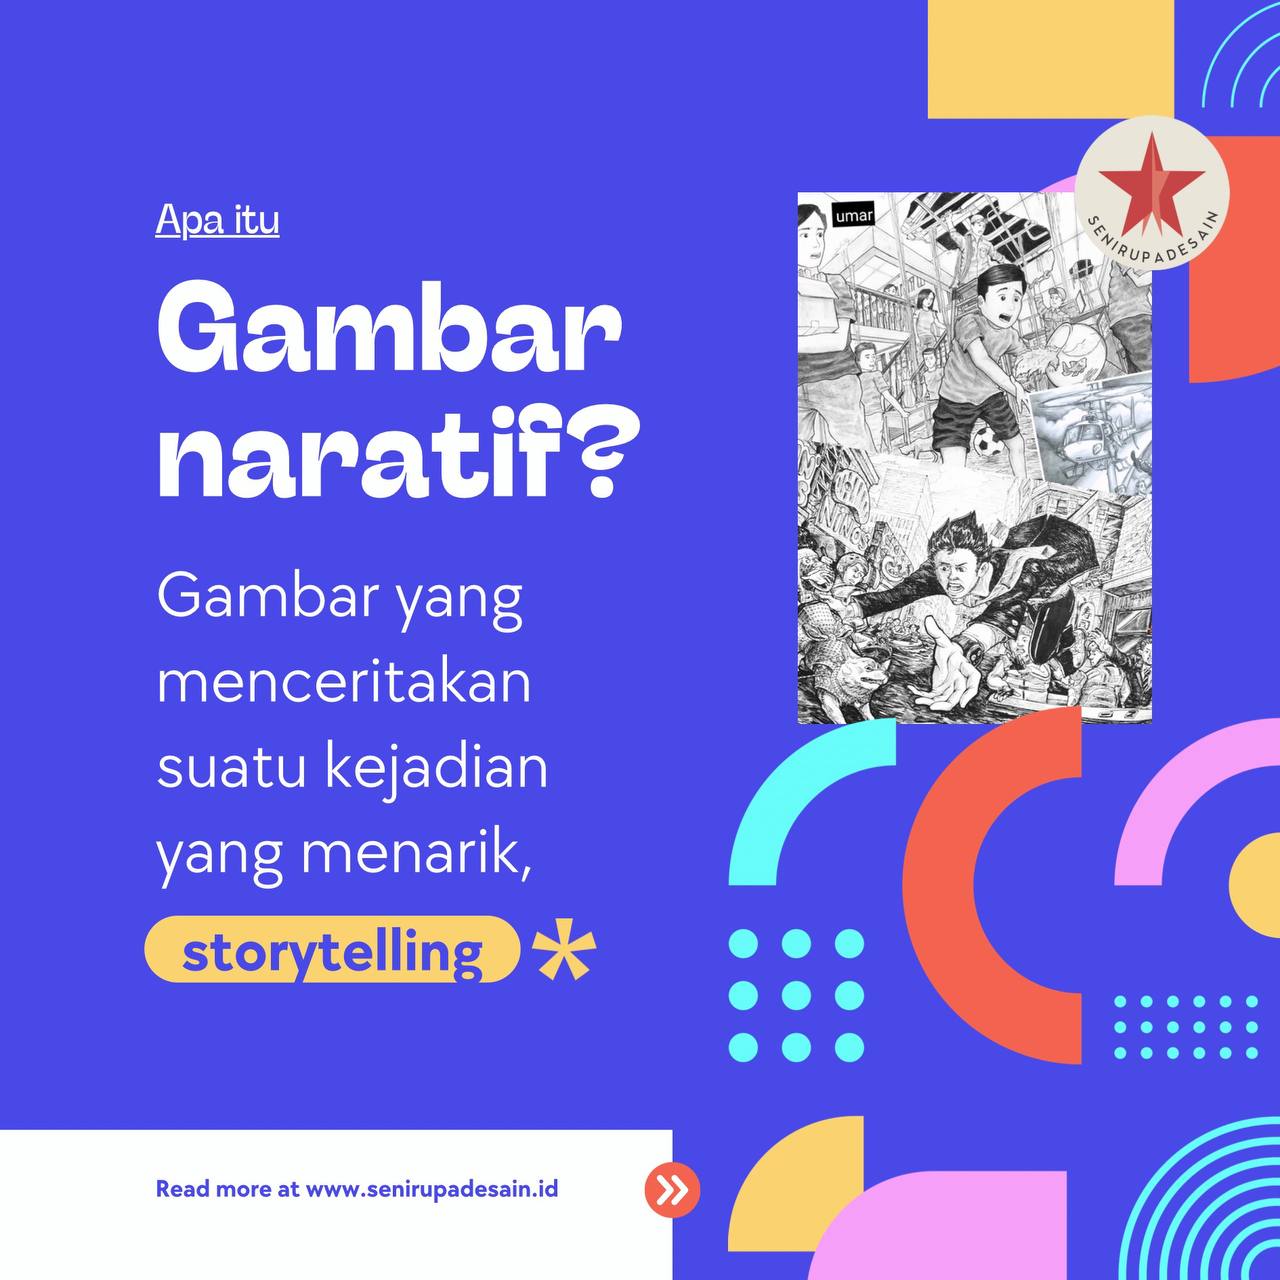 Apa itu
Gambar
naratif?
Gambar yang
menceritakan
suatu kejadian
yang menarik,
storytelling*
umar
SENIRUPADESAIN
Read more at www.senirupadesain.id